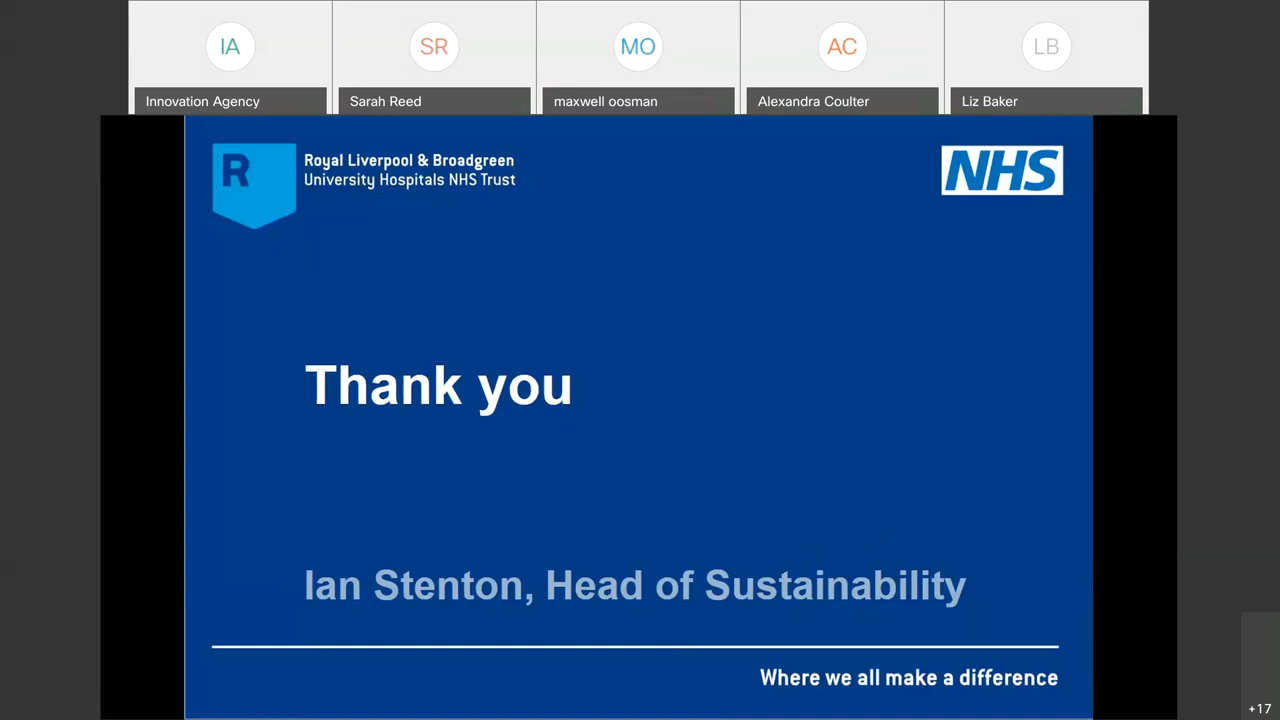 IA
SR
MO
AC
LB
Innovation Agency
Sarah Reed
maxwell oosman
Alexandra Coulter
Liz Baker
R
Royal Liverpool & Broadgreen
University Hospitals NHS Trust
NHS
Thank you
Ian Stenton, Head of Sustainability
Where we all make a difference
+17